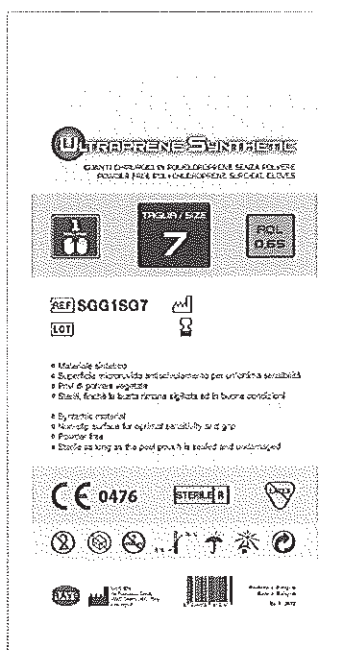 ULTRAPRENE SYNTHETIC
GUANTI CHIRURGICI IN POLICLOROPRENE SENZA POLVERE
POWDER FREE POLYCHLOROPRENE SURGICAL GLOVES
1
TAGLIA / SIZE
7
AQL
0.65
REF SGG1SG7
LOT
Materiale sintetico
Superficie microruvida antiscivolamento per un'ottima sensibilità
Privi di polvere vegetale
Sterili, finché la busta rimane sigillata ed in buone condizioni
Synthetic material
Non-slip surface for optimal sensitivity and grip
Powder free
Sterile as long as the peel pouch is sealed and undamaged
CE 0476
STERILE R
LATEX